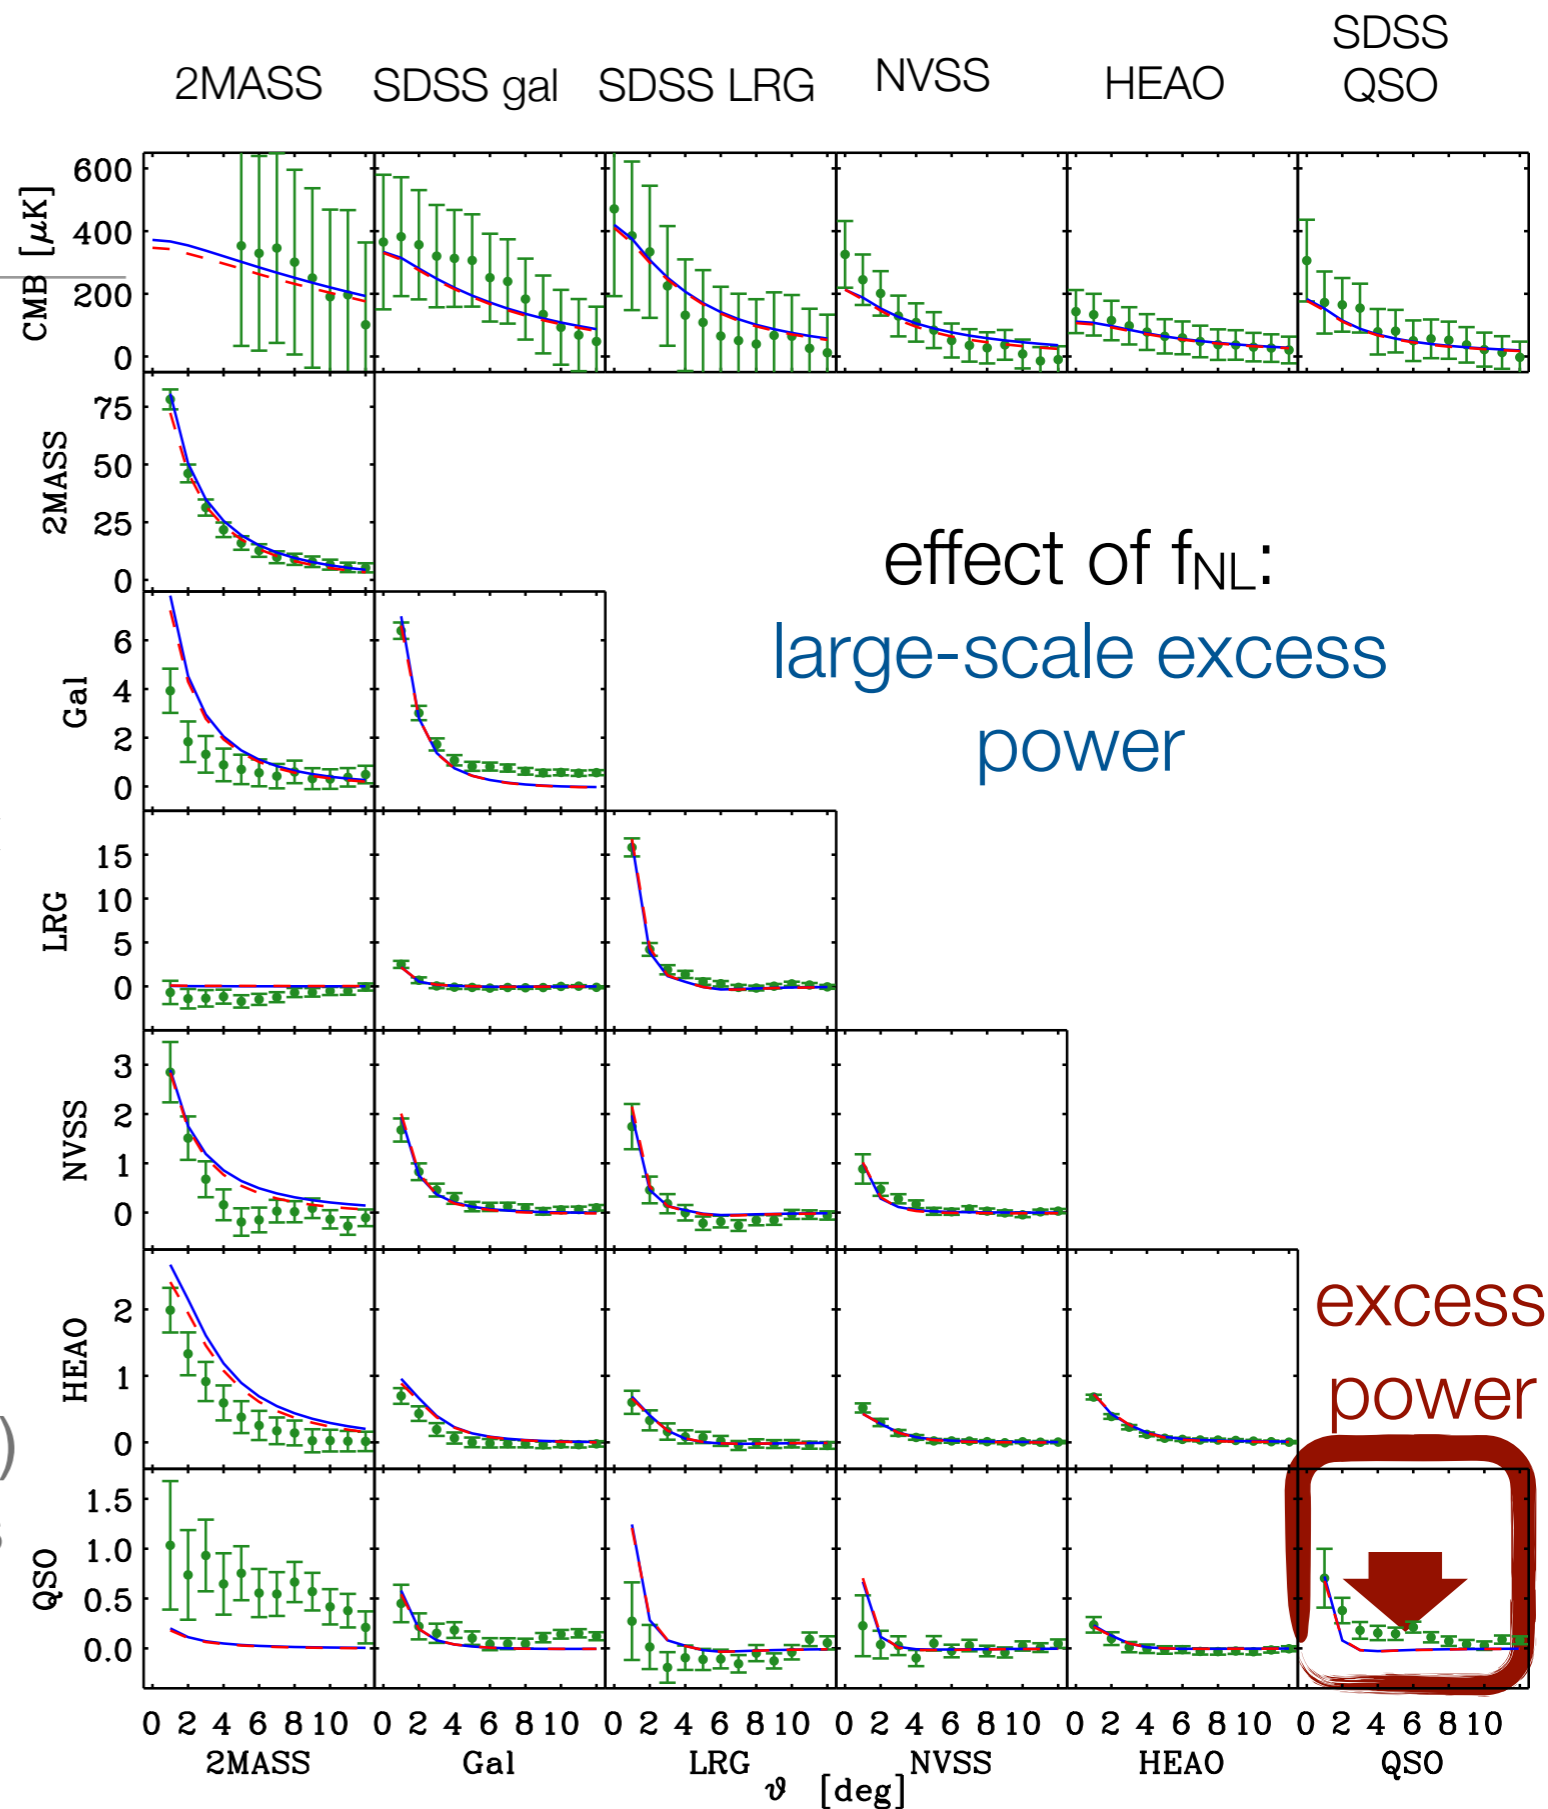 SDSS
2MASS SDSS gal SDSS LRG NVSS HEAO QSO
CMB [μK]
600
400
200
0
2MASS
75
50
25
0
effect of fNL:
large-scale excess
power
Gal
6
4
2
0
LRG
15
10
5
0
NVSS
3
2
1
0
HEAO
2
1
0
excess
power
)
QSO
1.5
1.0
0.5
0.0
0 2 4 6 8 10 0 2 4 6 8 10 0 2 4 6 8 10 0 2 4 6 8 10 0 2 4 6 8 10 0 2 4 6 8 10
2MASS Gal LRG NVSS HEAO QSO
ϑ [deg]